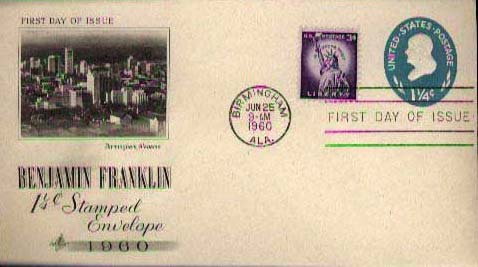 FIRST DAY OF ISSUE
Birmingham, Alabama
BENJAMIN FRANKLIN
1¼¢ Stamped
Envelope
1960
U.S. POSTAGE 3¢
LIBERTY
UNITED·STATES·POSTAGE
1¼¢
BIRMINGHAM
JUN 25
9-AM
1960
ALA.
FIRST DAY OF ISSUE